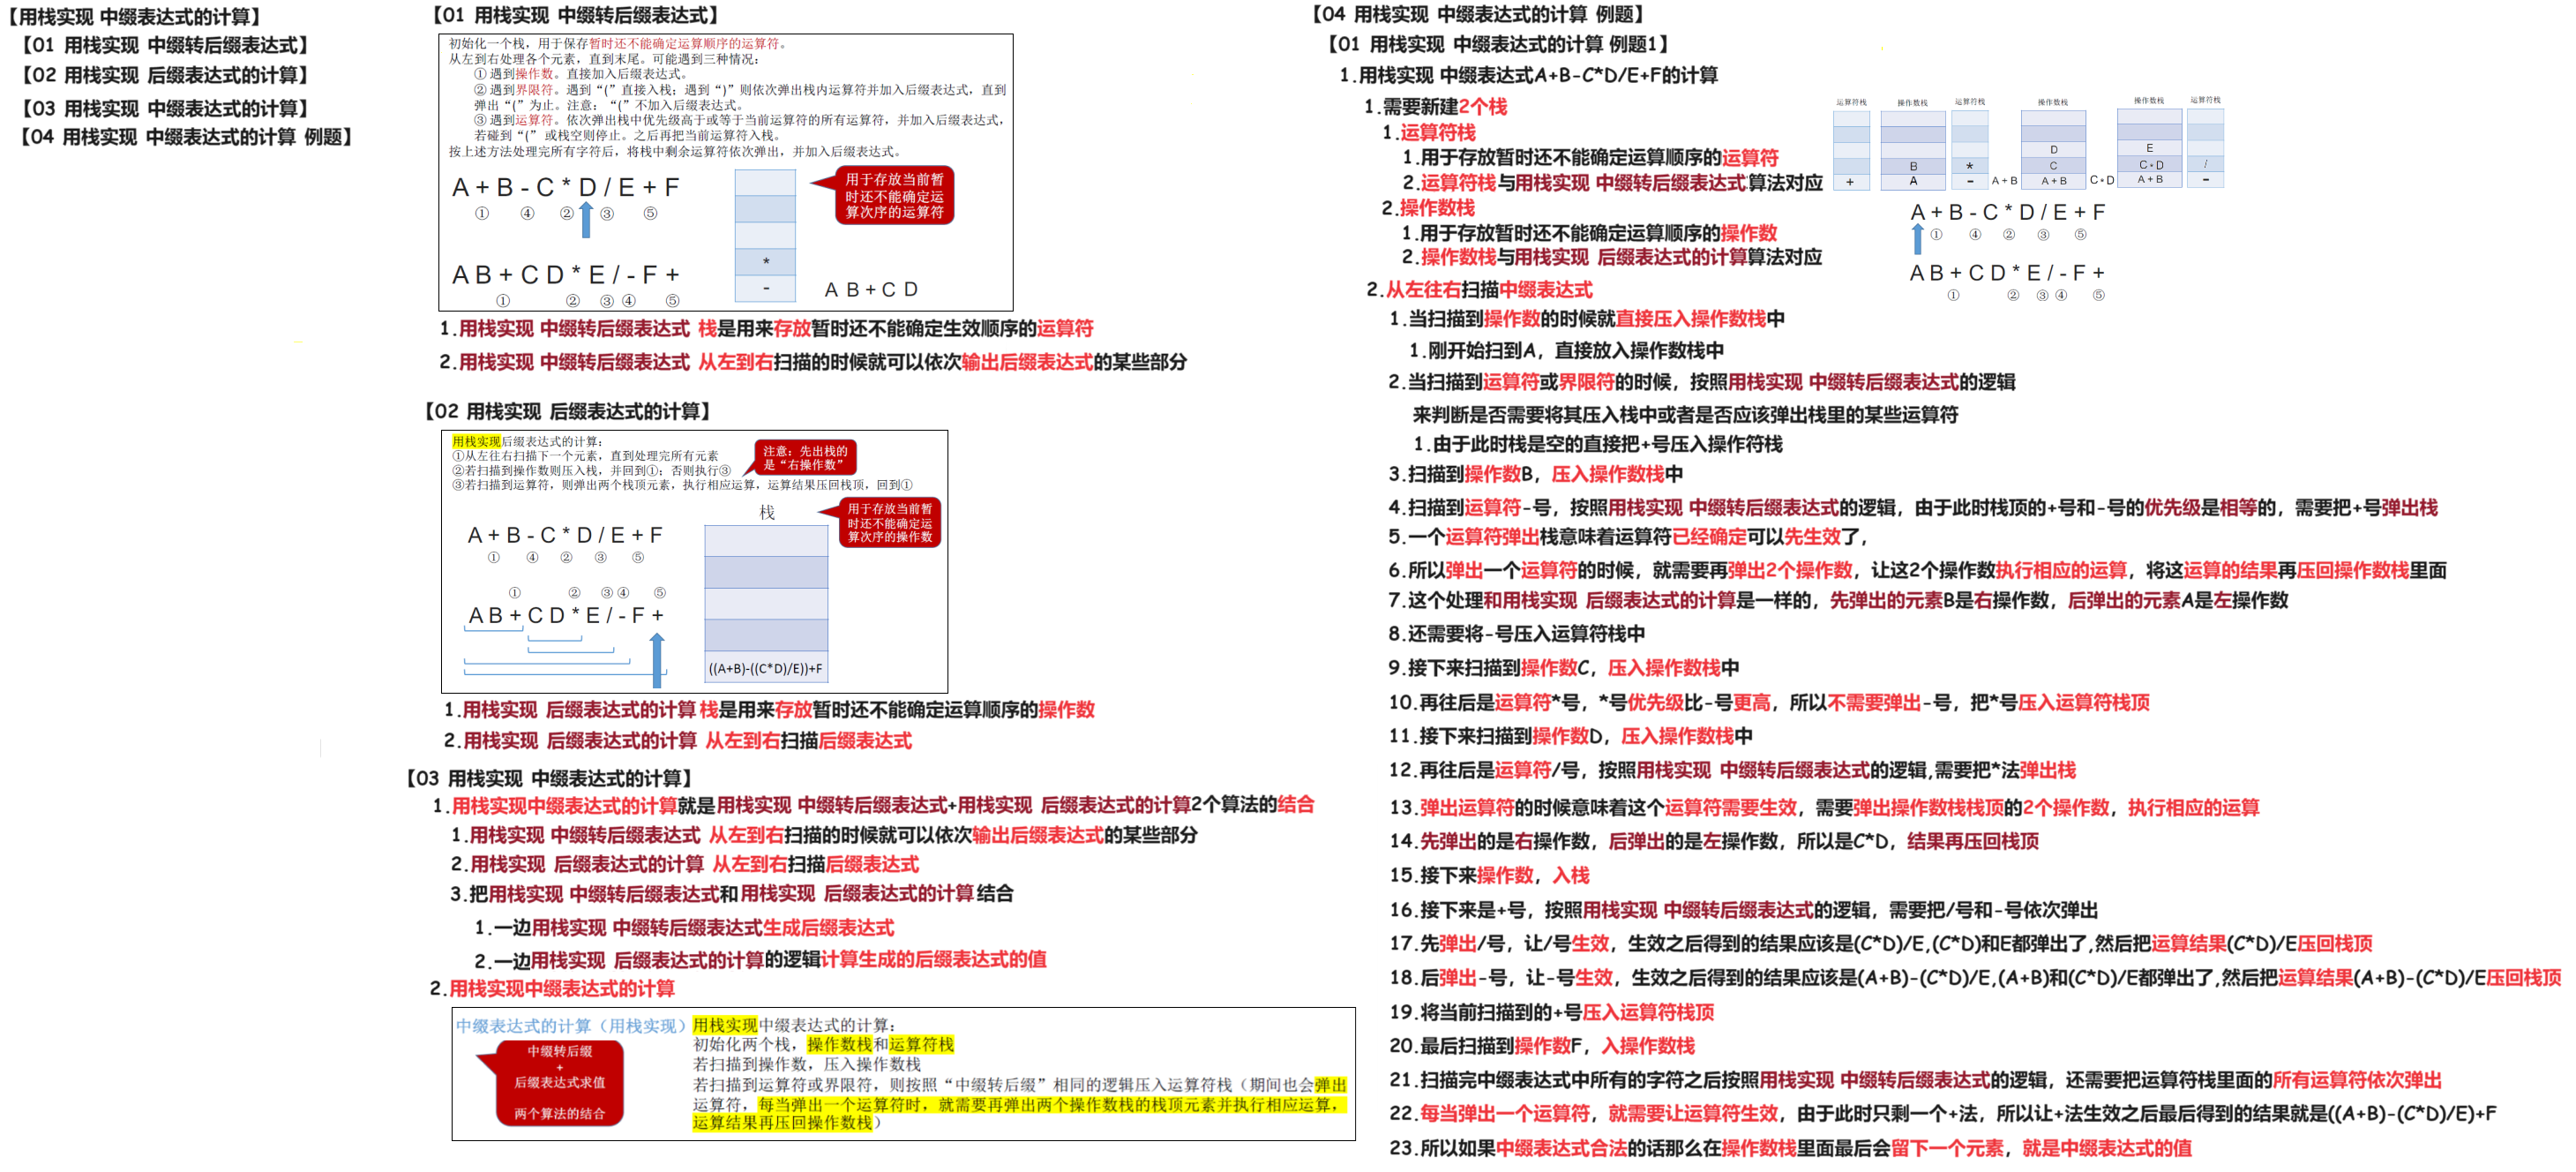 【用栈实现 中缀表达式的计算】
【01 用栈实现 中缀转后缀表达式】
【02 用栈实现 后缀表达式的计算】
【03 用栈实现 中缀表达式的计算】
【04 用栈实现 中缀表达式的计算 例题】
【01 用栈实现 中缀转后缀表达式】
初始化一个栈，用于保存暂时还不能确定运算顺序的运算符。
从左到右处理各个元素，直到末尾。可能遇到三种情况：
① 遇到操作数。直接加入后缀表达式。
② 遇到界限符。遇到“(”直接入栈；遇到“)”则依次弹出栈内运算符并加入后缀表达式，直到
弹出“(”为止。注意：“(”不加入后缀表达式。
③ 遇到运算符。依次弹出栈中优先级高于或等于当前运算符的所有运算符，并加入后缀表达式，
若碰到“(”或栈空则停止。之后再把当前运算符入栈。
按上述方法处理完所有字符后，将栈中剩余运算符依次弹出，并加入后缀表达式。
A + B - C * D / E + F
① ④ ② ③ ⑤
A B + C D * E / - F +
① ② ③ ④ ⑤
*
-
A B + C D
用于存放当前暂
时还不能确定运
算次序的运算符
1.用栈实现 中缀转后缀表达式 栈是用来存放暂时还不能确定生效顺序的运算符
2.用栈实现 中缀转后缀表达式 从左到右扫描的时候就可以依次输出后缀表达式的某些部分
【02 用栈实现 后缀表达式的计算】
用栈实现后缀表达式的计算：
①从左往右扫描下一个元素，直到处理完所有元素
②若扫描到操作数则压入栈，并回到①；否则执行③
③若扫描到运算符，则弹出两个栈顶元素，执行相应运算，运算结果压回栈顶，回到①
注意：先出栈的
是“右操作数”
栈
用于存放当前暂
时还不能确定运
算次序的操作数
A + B - C * D / E + F
① ④ ② ③ ⑤
① ② ③ ④ ⑤
A B + C D * E / - F +
((A+B)-((C*D)/E))+F
1.用栈实现 后缀表达式的计算 栈是用来存放暂时还不能确定运算顺序的操作数
2.用栈实现 后缀表达式的计算 从左到右扫描后缀表达式
【03 用栈实现 中缀表达式的计算】
1.用栈实现中缀表达式的计算就是用栈实现 中缀转后缀表达式+用栈实现 后缀表达式的计算2个算法的结合
1.用栈实现 中缀转后缀表达式 从左到右扫描的时候就可以依次输出后缀表达式的某些部分
2.用栈实现 后缀表达式的计算 从左到右扫描后缀表达式
3.把用栈实现 中缀转后缀表达式和用栈实现 后缀表达式的计算结合
1.一边用栈实现 中缀转后缀表达式生成后缀表达式
2.一边用栈实现 后缀表达式的计算的逻辑计算生成的后缀表达式的值
2.用栈实现中缀表达式的计算
中缀表达式的计算（用栈实现）
中缀转后缀
+
后缀表达式求值
两个算法的结合
用栈实现中缀表达式的计算：
初始化两个栈，操作数栈和运算符栈
若扫描到操作数，压入操作数栈
若扫描到运算符或界限符，则按照“中缀转后缀”相同的逻辑压入运算符栈（期间也会弹出
运算符，每当弹出一个运算符时，就需要再弹出两个操作数栈的栈顶元素并执行相应运算，
运算结果再压回操作数栈）
【04 用栈实现 中缀表达式的计算 例题】
【01 用栈实现 中缀表达式的计算 例题1】
1.用栈实现 中缀表达式A+B-C*D/E+F的计算
1.需要新建2个栈
1.运算符栈
1.用于存放暂时还不能确定运算顺序的运算符
2.运算符栈与用栈实现 中缀转后缀表达式算法对应
2.操作数栈
1.用于存放暂时还不能确定运算顺序的操作数
2.操作数栈与用栈实现 后缀表达式的计算算法对应
运算符栈 操作数栈 运算符栈 操作数栈 操作数栈 运算符栈
D E
B * C C*D /
+ A - A+B A+B C*D A+B -
A + B - C * D / E + F
① ④ ② ③ ⑤
A B + C D * E / - F +
① ② ③ ④ ⑤
2.从左往右扫描中缀表达式
1.当扫描到操作数的时候就直接压入操作数栈中
1.刚开始扫到A，直接放入操作数栈中
2.当扫描到运算符或界限符的时候，按照用栈实现 中缀转后缀表达式的逻辑
来判断是否需要将其压入栈中或者是否应该弹出栈里的某些运算符
1.由于此时栈是空的直接把+号压入操作符栈
3.扫描到操作数B，压入操作数栈中
4.扫描到运算符-号，按照用栈实现 中缀转后缀表达式的逻辑，由于此时栈顶的+号和-号的优先级是相等的，需要把+号弹出栈
5.一个运算符弹出栈意味着运算符已经确定可以先生效了，
6.所以弹出一个运算符的时候，就需要再弹出2个操作数，让这2个操作数执行相应的运算，将这运算的结果再压回操作数栈里面
7.这个处理和用栈实现 后缀表达式的计算是一样的，先弹出的元素B是右操作数，后弹出的元素A是左操作数
8.还需要将-号压入运算符栈中
9.接下来扫描到操作数C，压入操作数栈中
10.再往后是运算符*号，*号优先级比-号更高，所以不需要弹出-号，把*号压入运算符栈顶
11.接下来扫描到操作数D，压入操作数栈中
12.再往后是运算符/号，按照用栈实现 中缀转后缀表达式的逻辑,需要把*法弹出栈
13.弹出运算符的时候意味着这个运算符需要生效，需要弹出操作数栈栈顶的2个操作数，执行相应的运算
14.先弹出的是右操作数，后弹出的是左操作数，所以是C*D，结果再压回栈顶
15.接下来操作数，入栈
16.接下来是+号，按照用栈实现 中缀转后缀表达式的逻辑，需要把/号和-号依次弹出
17.先弹出/号，让/号生效，生效之后得到的结果应该是(C*D)/E,(C*D)和E都弹出了,然后把运算结果(C*D)/E压回栈顶
18.后弹出-号，让-号生效，生效之后得到的结果应该是(A+B)-(C*D)/E,(A+B)和(C*D)/E都弹出了,然后把运算结果(A+B)-(C*D)/E压回栈顶
19.将当前扫描到的+号压入运算符栈顶
20.最后扫描到操作数F，入操作数栈
21.扫描完中缀表达式中所有的字符之后按照用栈实现 中缀转后缀表达式的逻辑，还需要把运算符栈里面的所有运算符依次弹出
22.每当弹出一个运算符，就需要让运算符生效，由于此时只剩一个+法，所以让+法生效之后最后得到的结果就是((A+B)-(C*D)/E)+F
23.所以如果中缀表达式合法的话那么在操作数栈里面最后会留下一个元素，就是中缀表达式的值